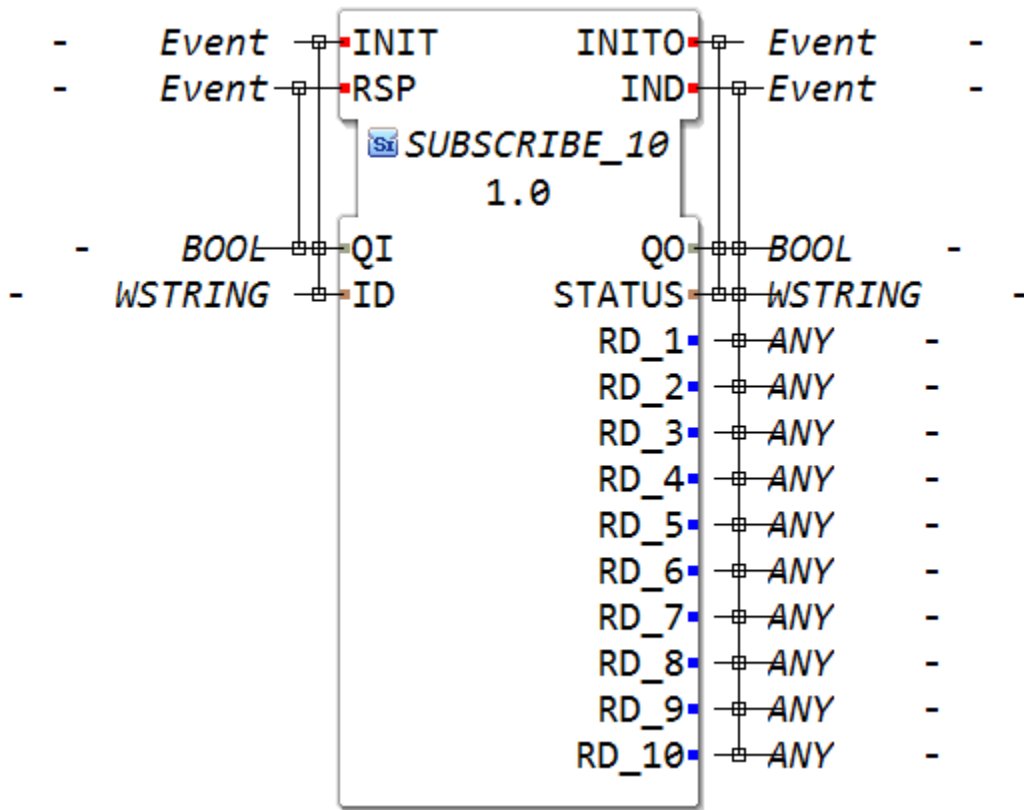 - Event INIT INITO Event -
- Event RSP IND Event -
SUBSCRIBE_10
1.0
- BOOL QI QO BOOL -
- WSTRING ID STATUS WSTRING -
RD_1 ANY -
RD_2 ANY -
RD_3 ANY -
RD_4 ANY -
RD_5 ANY -
RD_6 ANY -
RD_7 ANY -
RD_8 ANY -
RD_9 ANY -
RD_10 ANY -